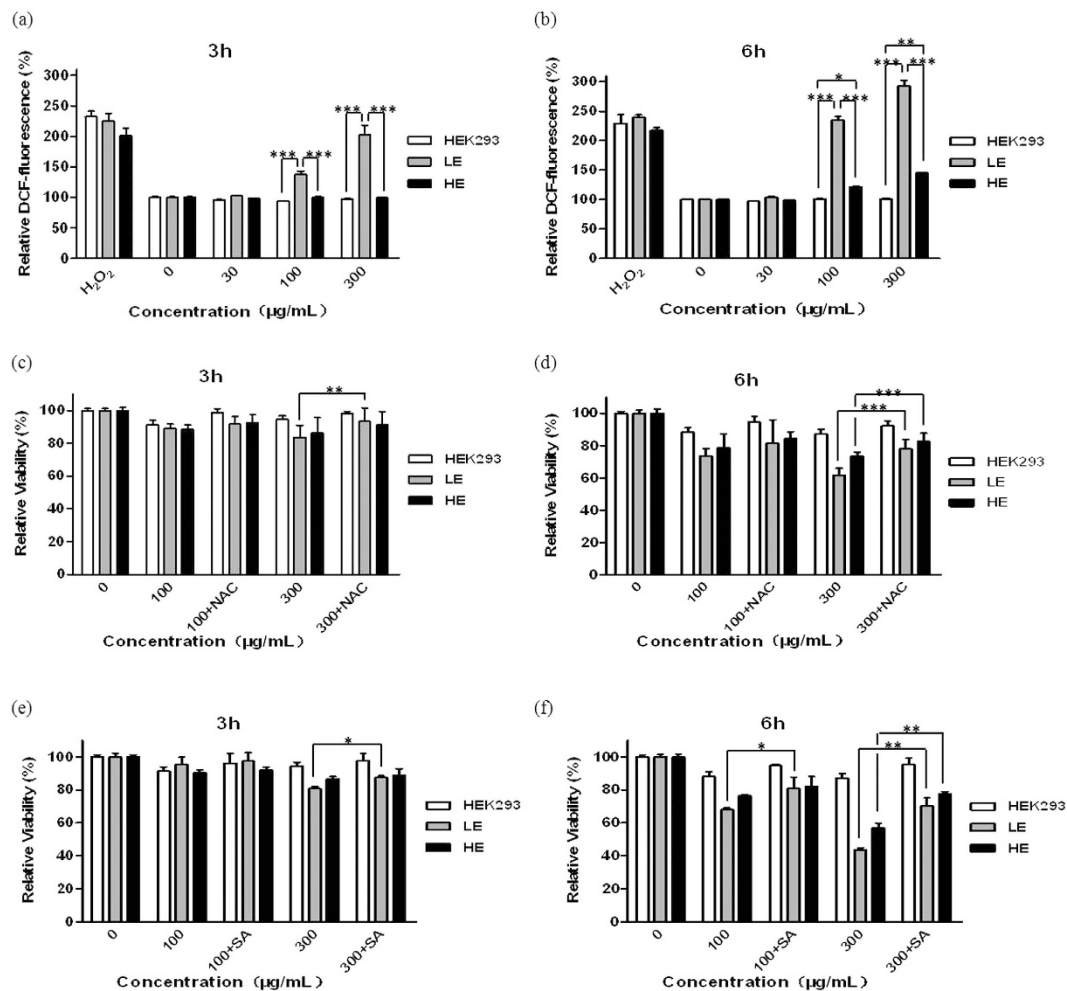 (a)
3h
Relative DCF-fluorescence (%)
300
250
200
150
100
50
0
*** ***
*** ***
HEK293
LE
HE
H₂O₂ 0 30 100 300
Concentration (µg/mL)
(b)
6h
Relative DCF-fluorescence (%)
300
250
200
150
100
50
0
*
*** ***
**
*** ***
HEK293
LE
HE
H₂O₂ 0 30 100 300
Concentration (µg/mL)
(c)
3h
Relative Viability (%)
100
80
60
40
20
0
**
HEK293
LE
HE
0 100 100+NAC 300 300+NAC
Concentration (µg/mL)
(d)
6h
Relative Viability (%)
100
80
60
40
20
0
***
***
HEK293
LE
HE
0 100 100+NAC 300 300+NAC
Concentration (µg/mL)
(e)
3h
Relative Viability (%)
100
80
60
40
20
0
*
HEK293
LE
HE
0 100 100+SA 300 300+SA
Concentration (µg/mL)
(f)
6h
Relative Viability (%)
100
80
60
40
20
0
*
**
**
HEK293
LE
HE
0 100 100+SA 300 300+SA
Concentration (µg/mL)